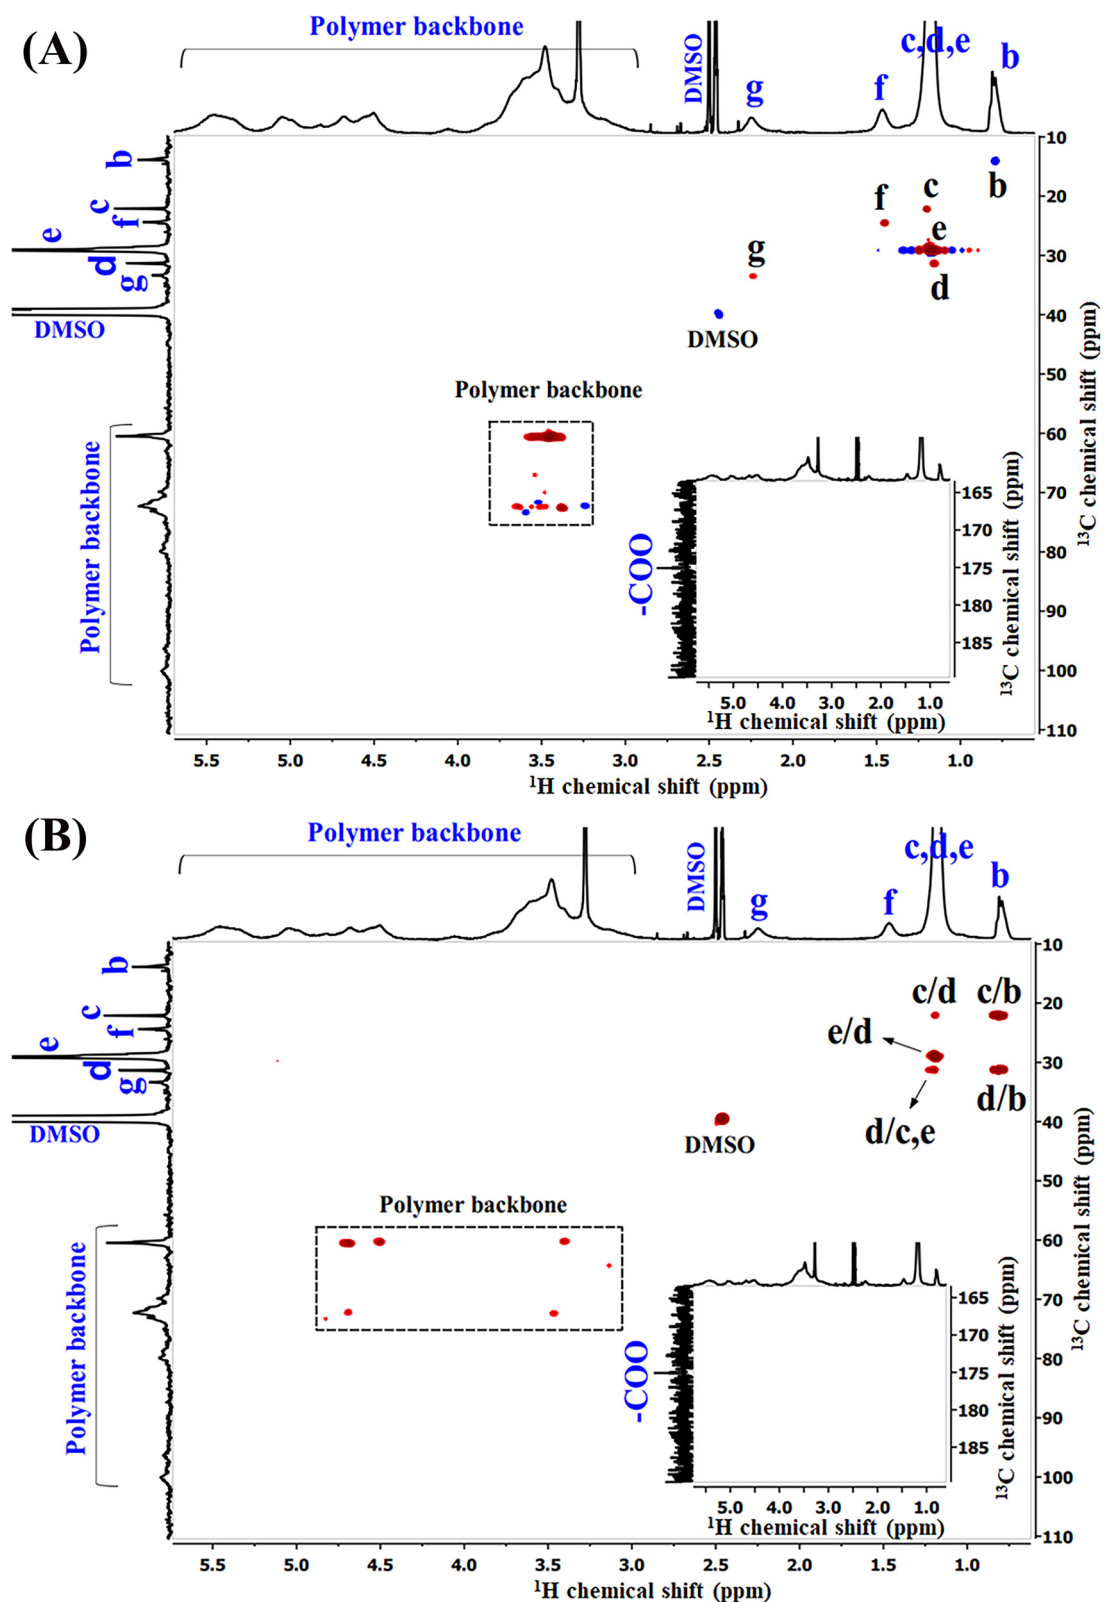 (A)
Polymer backbone
DMSO
g
f
c,d,e
b
b
c
f
e
d
g
DMSO
Polymer backbone
b
c
f
e
d
g
DMSO
Polymer backbone
10
20
30
40
50
60
70
80
90
100
110
13C chemical shift (ppm)
-COO
165
170
175
180
185
13C chemical shift (ppm)
5.0 4.0 3.0 2.0 1.0
1H chemical shift (ppm)
5.5 5.0 4.5 4.0 3.5 3.0 2.5 2.0 1.5 1.0
1H chemical shift (ppm)
(B)
Polymer backbone
DMSO
g
f
c,d,e
b
b
c
f
e
d
g
DMSO
Polymer backbone
c/d
c/b
e/d
d/b
d/c,e
DMSO
Polymer backbone
10
20
30
40
50
60
70
80
90
100
110
13C chemical shift (ppm)
-COO
165
170
175
180
185
13C chemical shift (ppm)
5.0 4.0 3.0 2.0 1.0
1H chemical shift (ppm)
5.5 5.0 4.5 4.0 3.5 3.0 2.5 2.0 1.5 1.0
1H chemical shift (ppm)